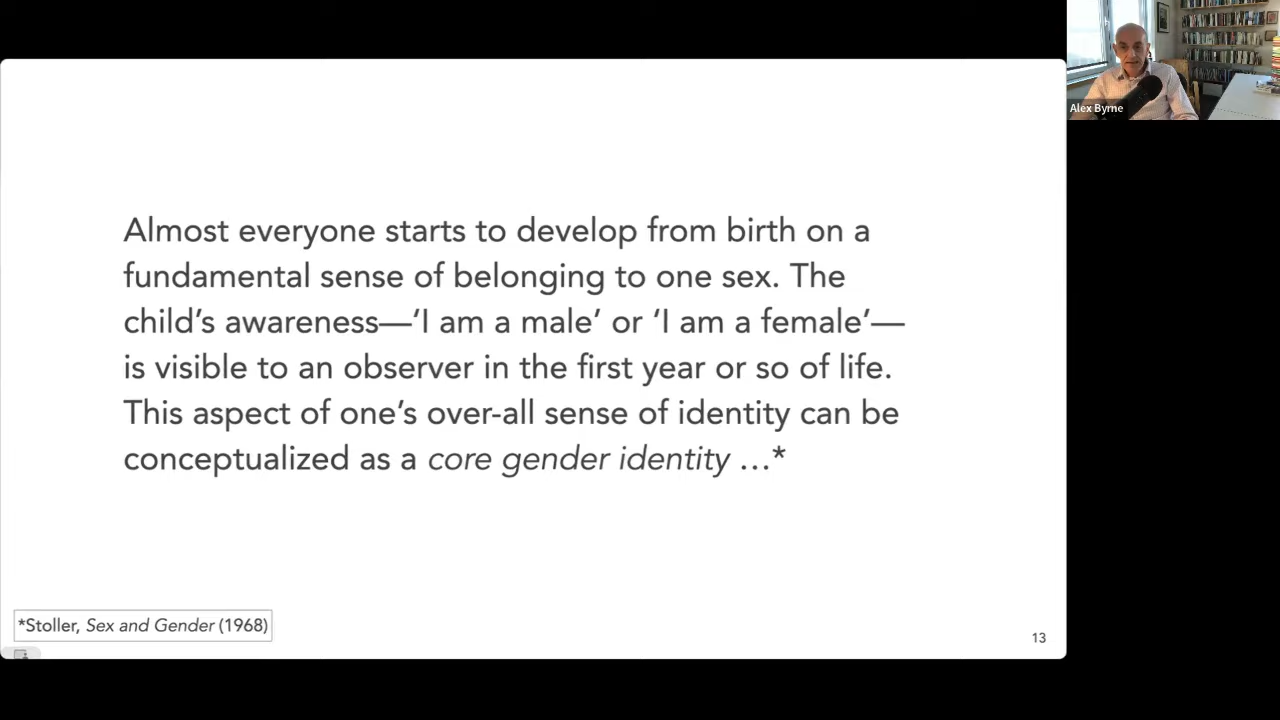 Alex Byrne
Almost everyone starts to develop from birth on a
fundamental sense of belonging to one sex. The
child’s awareness—‘I am a male’ or ‘I am a female’—
is visible to an observer in the first year or so of life.
This aspect of one’s over-all sense of identity can be
conceptualized as a core gender identity …*
*Stoller, Sex and Gender (1968)
13